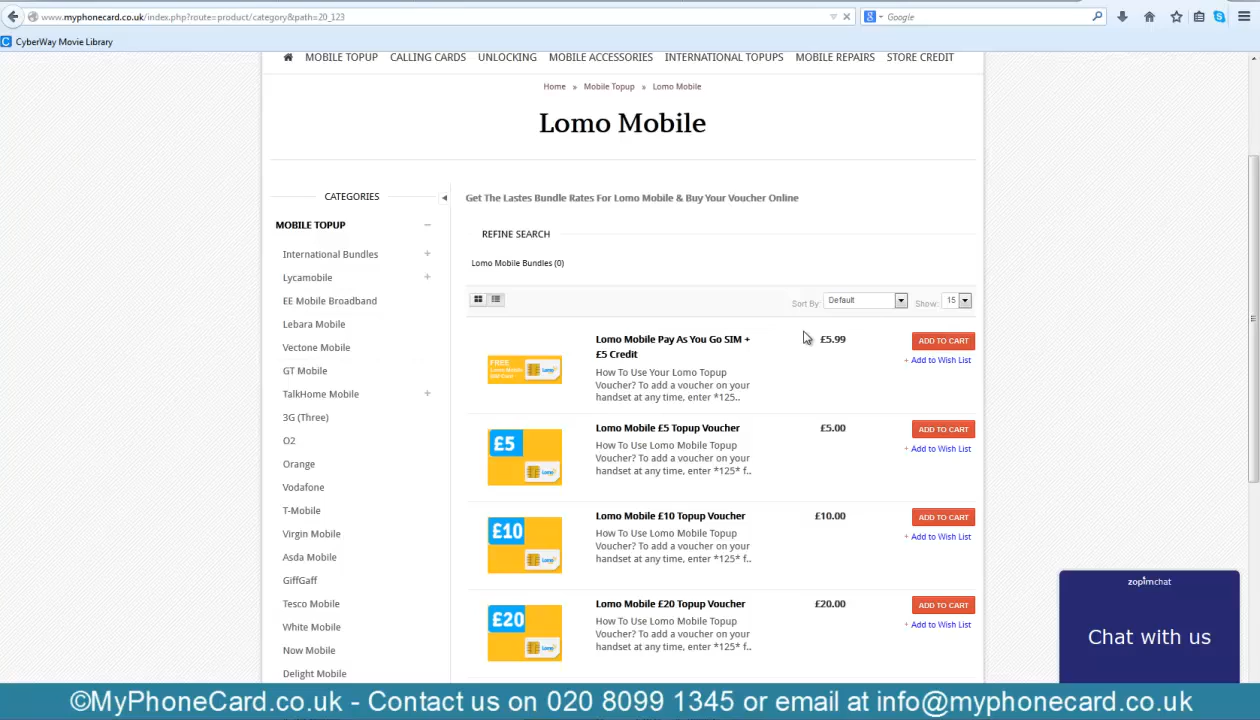 www.myphonecard.co.uk/index.php?route=product/category&path=20_123
Google
CyberWay Movie Library
MOBILE TOPUP CALLING CARDS UNLOCKING MOBILE ACCESSORIES INTERNATIONAL TOPUPS MOBILE REPAIRS STORE CREDIT
Home » Mobile Topup » Lomo Mobile
Lomo Mobile
CATEGORIES
MOBILE TOPUP
International Bundles
Lycamobile
EE Mobile Broadband
Lebara Mobile
Vectone Mobile
GT Mobile
TalkHome Mobile
3G (Three)
O2
Orange
Vodafone
T-Mobile
Virgin Mobile
Asda Mobile
GiffGaff
Tesco Mobile
White Mobile
Now Mobile
Delight Mobile
Get The Lastes Bundle Rates For Lomo Mobile & Buy Your Voucher Online
REFINE SEARCH
Lomo Mobile Bundles (0)
Sort By: Default Show: 15
FREE
Lomo Mobile Pay As You Go SIM +
£5 Credit
How To Use Your Lomo Topup
Voucher? To add a voucher on your
handset at any time, enter *125..
£5.99
ADD TO CART
+ Add to Wish List
£5
Lomo Mobile £5 Topup Voucher
How To Use Lomo Mobile Topup
Voucher? To add a voucher on your
handset at any time, enter *125* f..
£5.00
ADD TO CART
+ Add to Wish List
£10
Lomo Mobile £10 Topup Voucher
How To Use Lomo Mobile Topup
Voucher? To add a voucher on your
handset at any time, enter *125* f..
£10.00
ADD TO CART
+ Add to Wish List
£20
Lomo Mobile £20 Topup Voucher
How To Use Lomo Mobile Topup
Voucher? To add a voucher on your
handset at any time, enter *125* f..
£20.00
ADD TO CART
+ Add to Wish List
zopimchat
Chat with us
©MyPhoneCard.co.uk - Contact us on 020 8099 1345 or email at info@myphonecard.co.uk